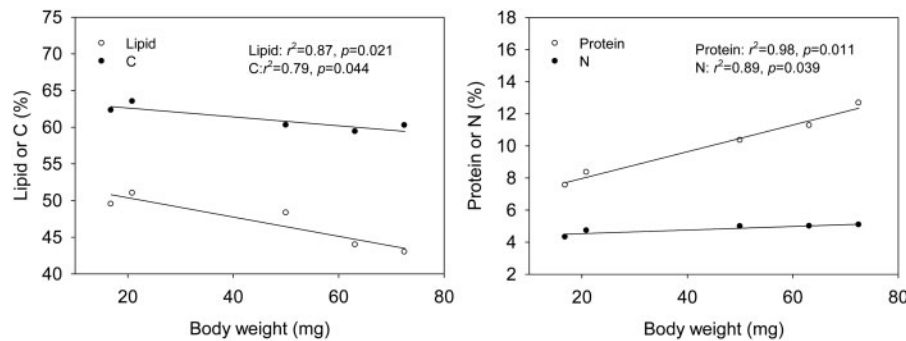 75
70
65
60
55
50
45
40
Lipid or C (%)
Lipid
C
Lipid: r²=0.87, p=0.021
C:r²=0.79, p=0.044
20
40
60
80
Body weight (mg)
18
16
14
12
10
8
6
4
2
Protein or N (%)
Protein
N
Protein: r²=0.98, p=0.011
N: r²=0.89, p=0.039
20
40
60
80
Body weight (mg)